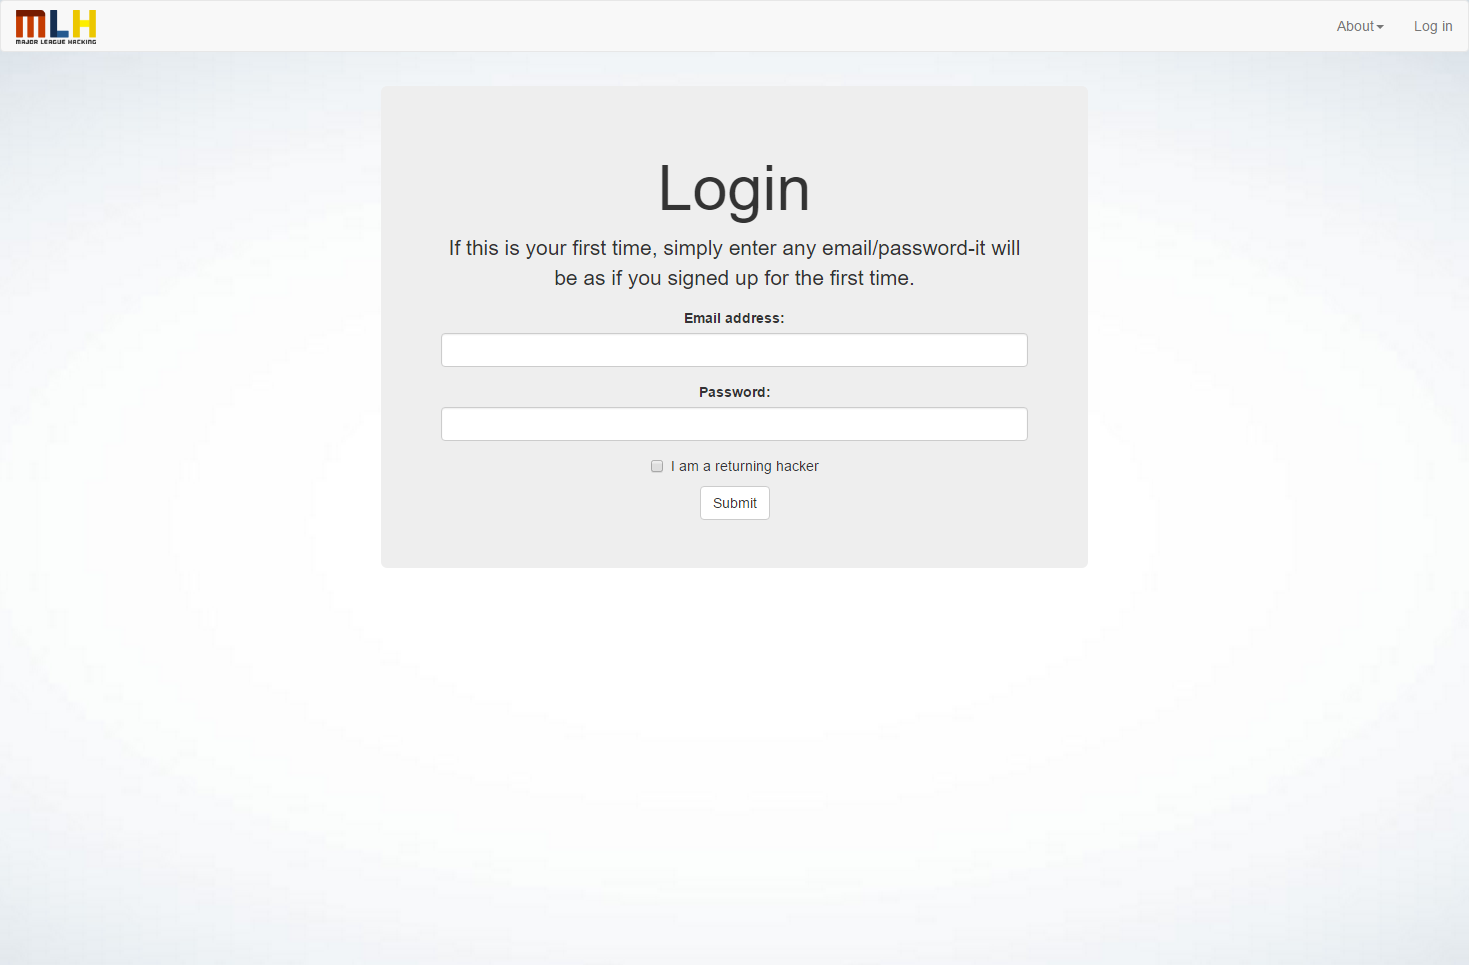 MLH
MAJOR LEAGUE HACKING
About
Log in
Login
If this is your first time, simply enter any email/password-it will
be as if you signed up for the first time.
Email address:
Password:
I am a returning hacker
Submit